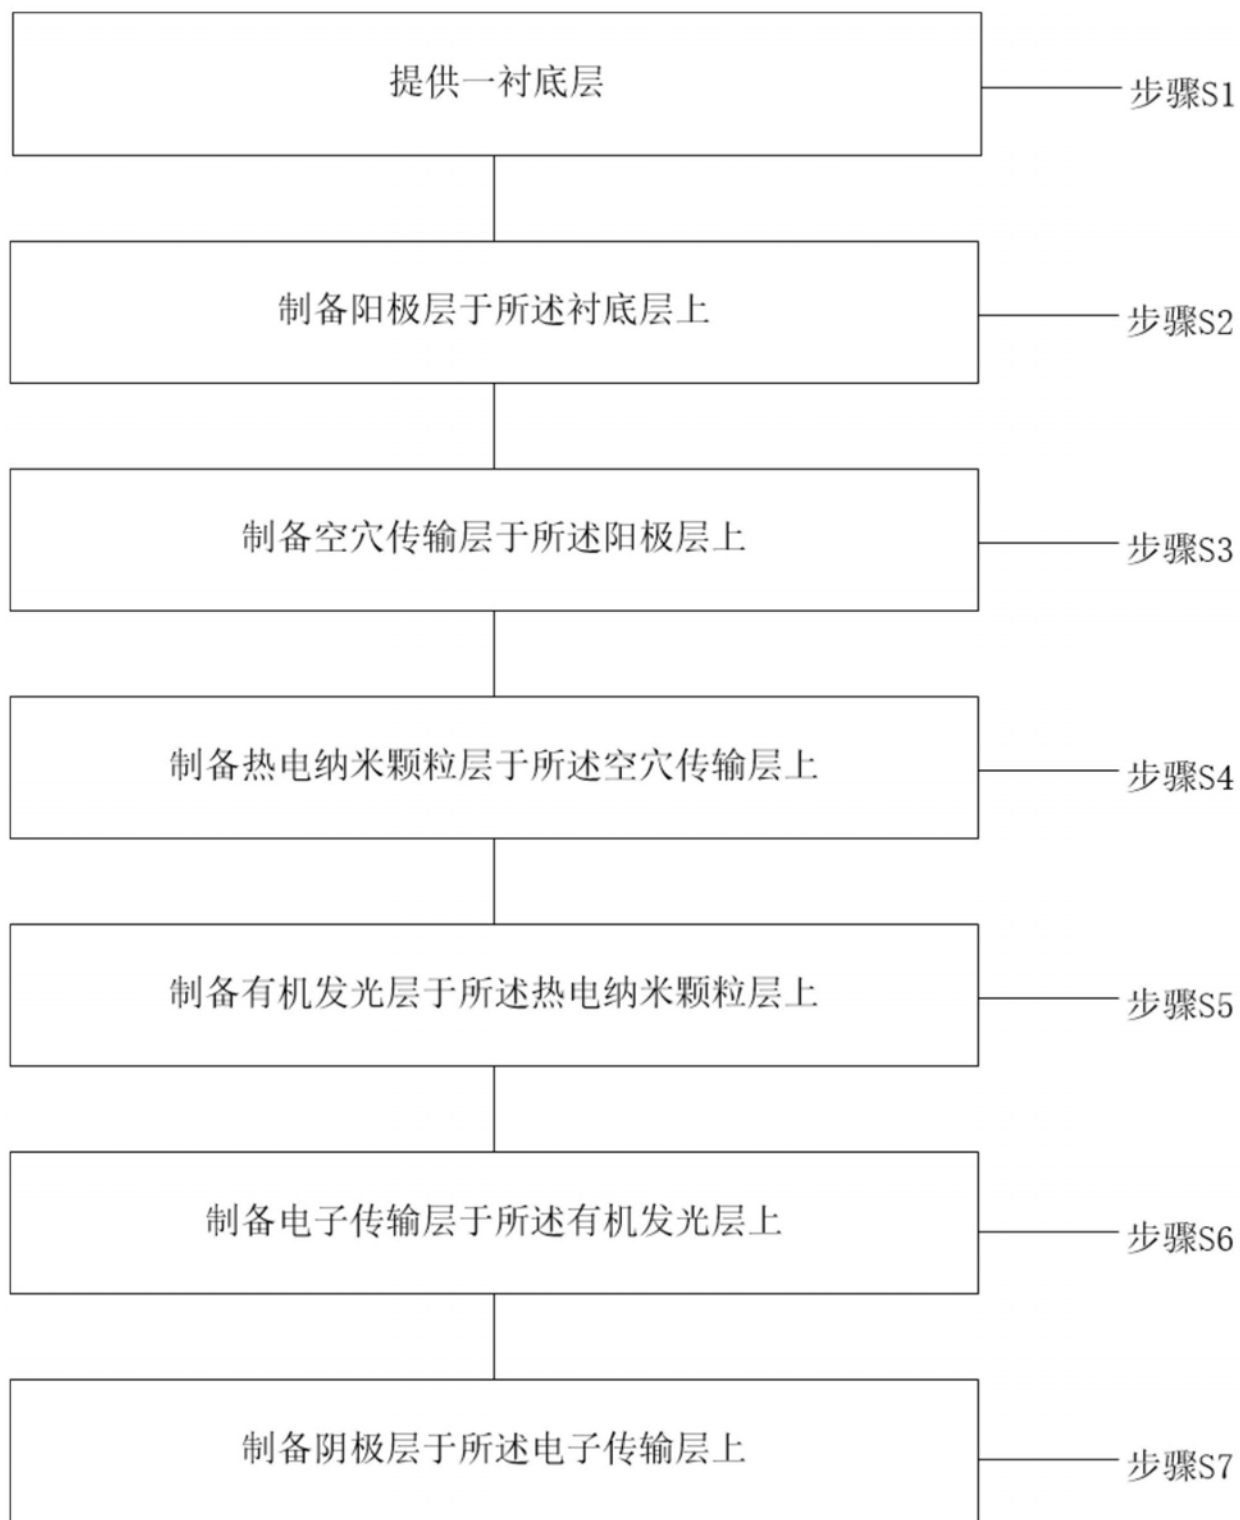 提供一衬底层
步骤S1
制备阳极层于所述衬底层上
步骤S2
制备空穴传输层于所述阳极层上
步骤S3
制备热电纳米颗粒层于所述空穴传输层上
步骤S4
制备有机发光层于所述热电纳米颗粒层上
步骤S5
制备电子传输层于所述有机发光层上
步骤S6
制备阴极层于所述电子传输层上
步骤S7